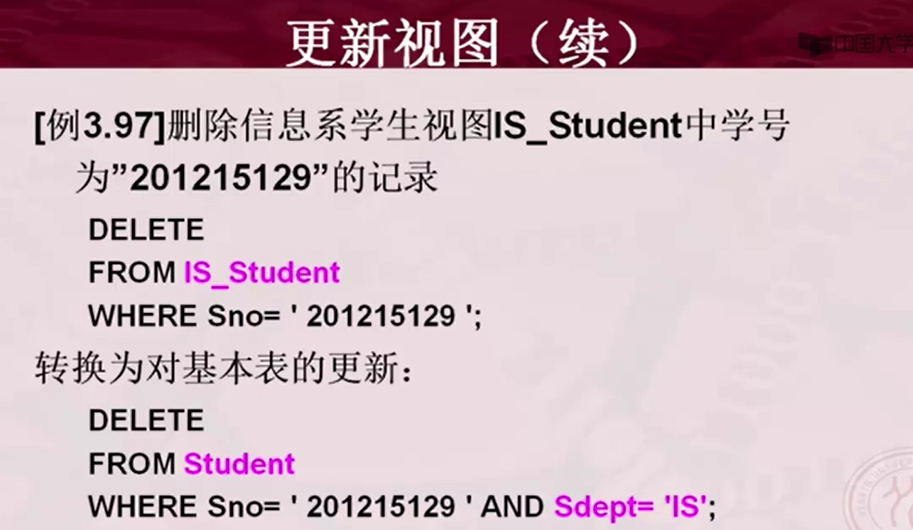 更新视图（续）
中国大学
[例3.97]删除信息系学生视图IS_Student中学号
为”201215129”的记录
DELETE
FROM IS_Student
WHERE Sno= ' 201215129 ';
转换为对基本表的更新：
DELETE
FROM Student
WHERE Sno= ' 201215129 ' AND Sdept= 'IS';